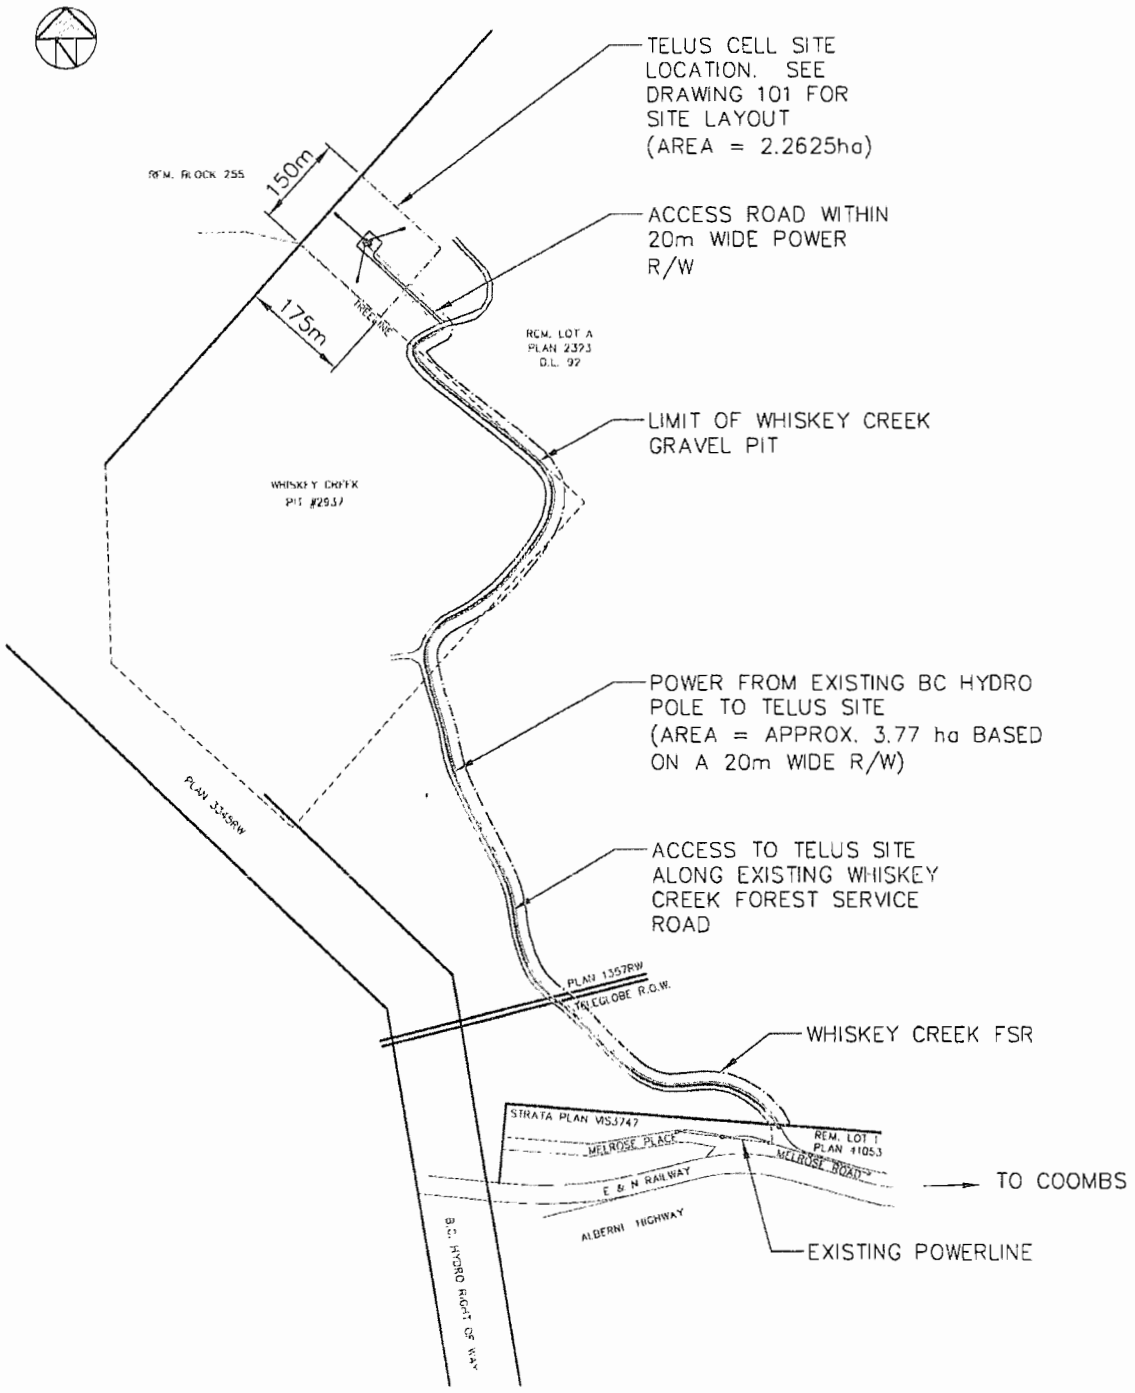 N
TELUS CELL SITE
LOCATION. SEE
DRAWING 101 FOR
SITE LAYOUT
(AREA = 2.2625ha)
REM. BLOCK 255
150m
ACCESS ROAD WITHIN
20m WIDE POWER
R/W
175m
TREELINE
REM. LOT A
PLAN 2323
D.L. 92
LIMIT OF WHISKEY CREEK
GRAVEL PIT
WHISKEY CREEK
PIT #2937
POWER FROM EXISTING BC HYDRO
POLE TO TELUS SITE
(AREA = APPROX. 3.77 ha BASED
ON A 20m WIDE R/W)
PLAN 3345RW
ACCESS TO TELUS SITE
ALONG EXISTING WHISKEY
CREEK FOREST SERVICE
ROAD
PLAN 1357RW
TELEGLOBE R.O.W.
WHISKEY CREEK FSR
STRATA PLAN VIS3747
REM. LOT 1
PLAN 41053
MELROSE PLACE
MELROSE ROAD
E & N RAILWAY
TO COOMBS
ALBERNI HIGHWAY
EXISTING POWERLINE
B.C. HYDRO RIGHT OF WAY